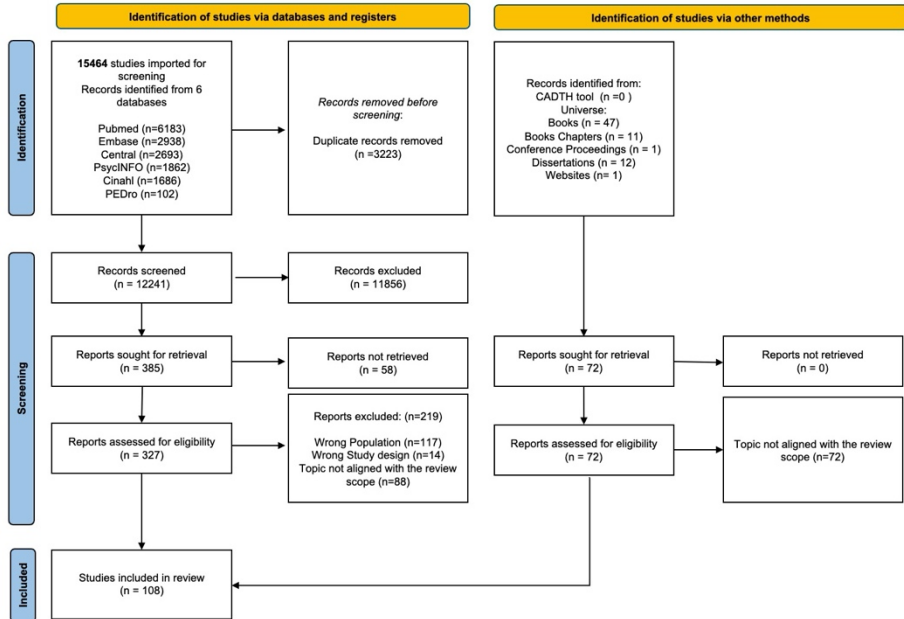 Identification of studies via databases and registers
Identification of studies via other methods
Identification
15464 studies imported for
screening
Records identified from 6
databases
Pubmed (n=6183)
Embase (n=2938)
Central (n=2693)
PsycINFO (n=1862)
Cinahl (n=1686)
PEDro (n=102)
Records removed before
screening:
Duplicate records removed
(n =3223)
Records identified from:
CADTH tool (n =0 )
Universe:
Books (n = 47)
Books Chapters (n = 11)
Conference Proceedings (n = 1)
Dissertations (n = 12)
Websites (n= 1)
Screening
Records screened
(n = 12241)
Records excluded
(n = 11856)
Reports sought for retrieval
(n = 385)
Reports not retrieved
(n = 58)
Reports sought for retrieval
(n = 72)
Reports not retrieved
(n = 0)
Reports assessed for eligibility
(n = 327)
Reports excluded: (n=219)
Wrong Population (n=117)
Wrong Study design (n=14)
Topic not aligned with the review
scope (n=88)
Reports assessed for eligibility
(n = 72)
Topic not aligned with the review
scope (n=72)
Included
Studies included in review
(n = 108)